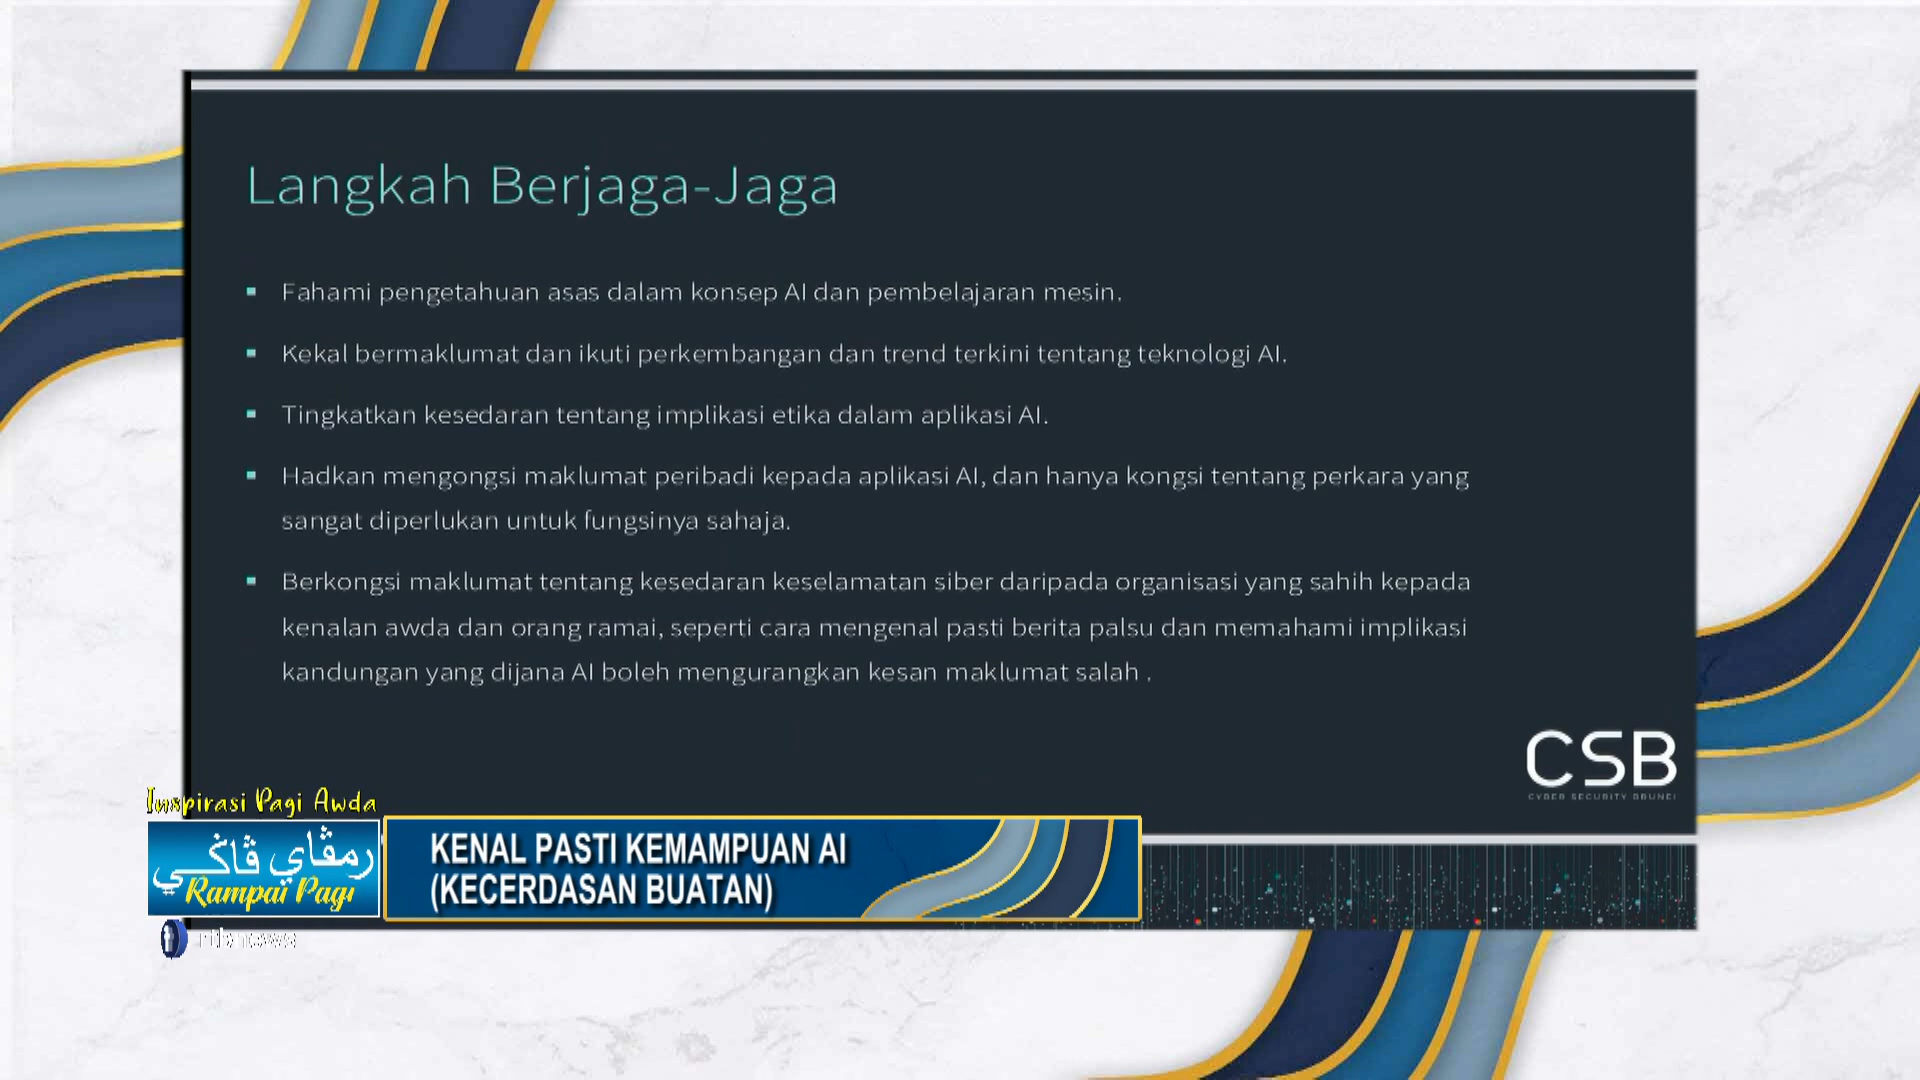 Langkah Berjaga-Jaga
Fahami pengetahuan asas dalam konsep AI dan pembelajaran mesin.
Kekal bermaklumat dan ikuti perkembangan dan trend terkini tentang teknologi AI.
Tingkatkan kesedaran tentang implikasi etika dalam aplikasi AI.
Hadkan mengongsi maklumat peribadi kepada aplikasi AI, dan hanya kongsi tentang perkara yang
sangat diperlukan untuk fungsinya sahaja.
Berkongsi maklumat tentang kesedaran keselamatan siber daripada organisasi yang sahih kepada
kenalan awda dan orang ramai, seperti cara mengenal pasti berita palsu dan memahami implikasi
kandungan yang dijana AI boleh mengurangkan kesan maklumat salah .
CSB
CYBER SECURITY BRUNEI
Inspirasi Pagi Awda
رمڤاي ڤاڬي
Rampai Pagi
KENAL PASTI KEMAMPUAN AI
(KECERDASAN BUATAN)